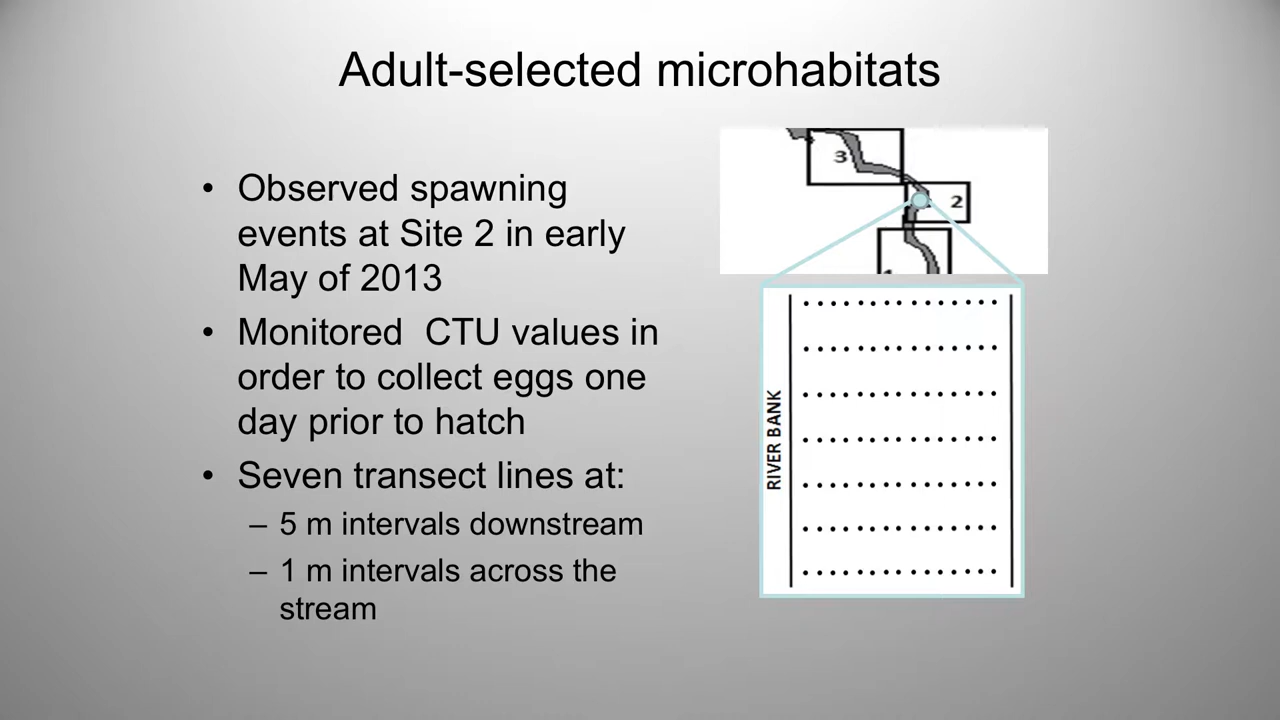 Adult-selected microhabitats
• Observed spawning
events at Site 2 in early
May of 2013
• Monitored CTU values in
order to collect eggs one
day prior to hatch
• Seven transect lines at:
– 5 m intervals downstream
– 1 m intervals across the
stream
3
2
RIVER BANK